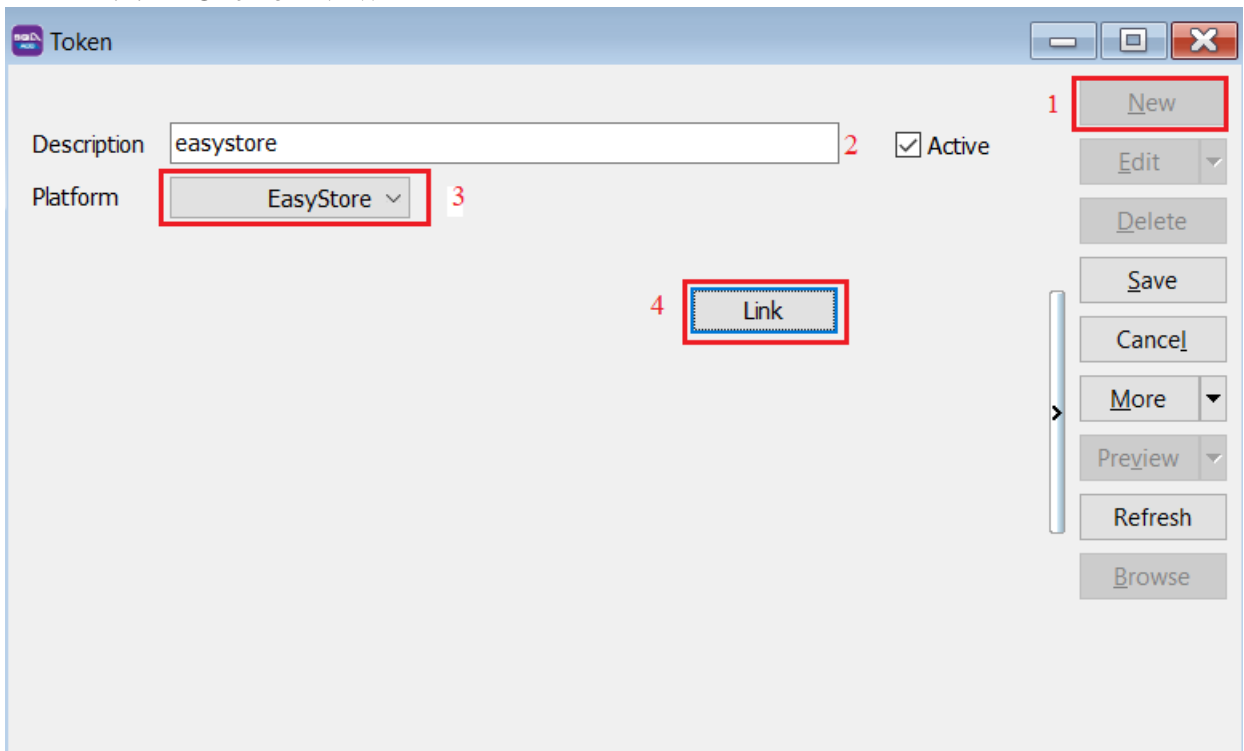 Token
1 New
Description easystore 2 Active
Edit
Platform EasyStore 3
Delete
Save
4 Link
Cancel
More
Preview
Refresh
Browse